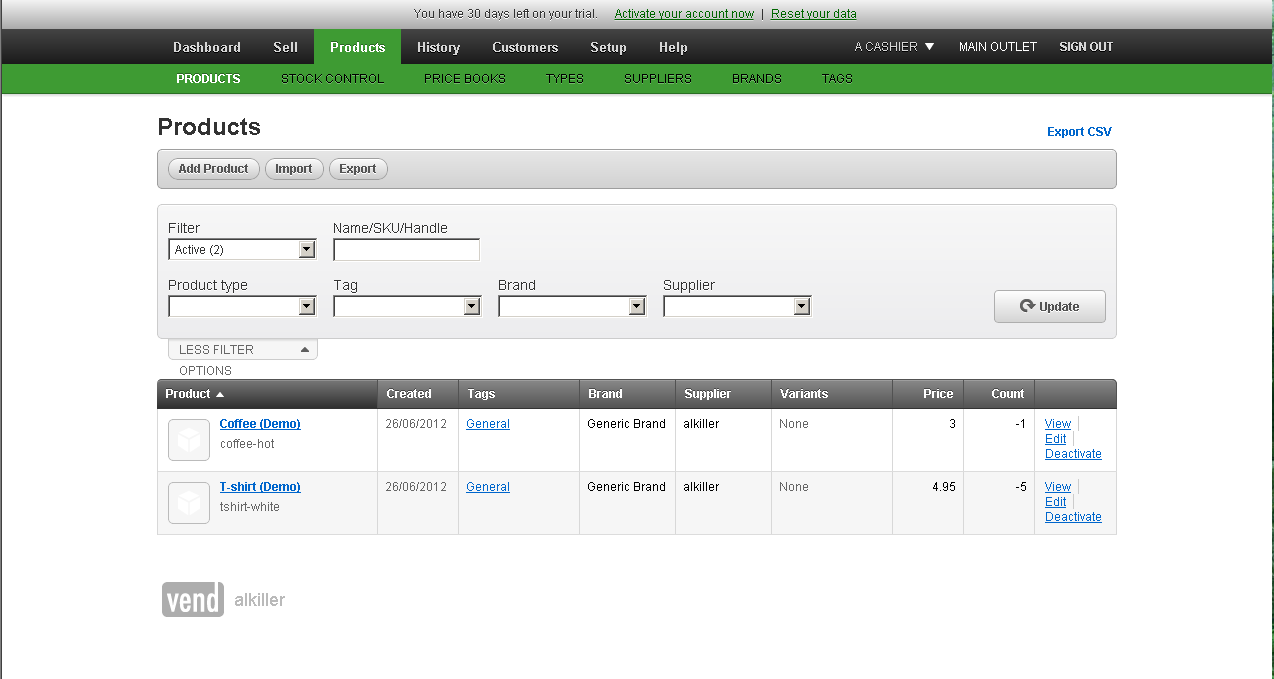 You have 30 days left on your trial. Activate your account now | Reset your data
Dashboard Sell Products History Customers Setup Help A CASHIER ▼ MAIN OUTLET SIGN OUT
PRODUCTS STOCK CONTROL PRICE BOOKS TYPES SUPPLIERS BRANDS TAGS
Products
Export CSV
Add Product Import Export
Filter Name/SKU/Handle
Active (2)
Product type Tag Brand Supplier
Update
LESS FILTER
OPTIONS
Product Created Tags Brand Supplier Variants Price Count
Coffee (Demo) 26/06/2012 General Generic Brand alkiller None 3 -1 View
coffee-hot Edit
Deactivate
T-shirt (Demo) 26/06/2012 General Generic Brand alkiller None 4.95 -5 View
tshirt-white Edit
Deactivate
vend alkiller